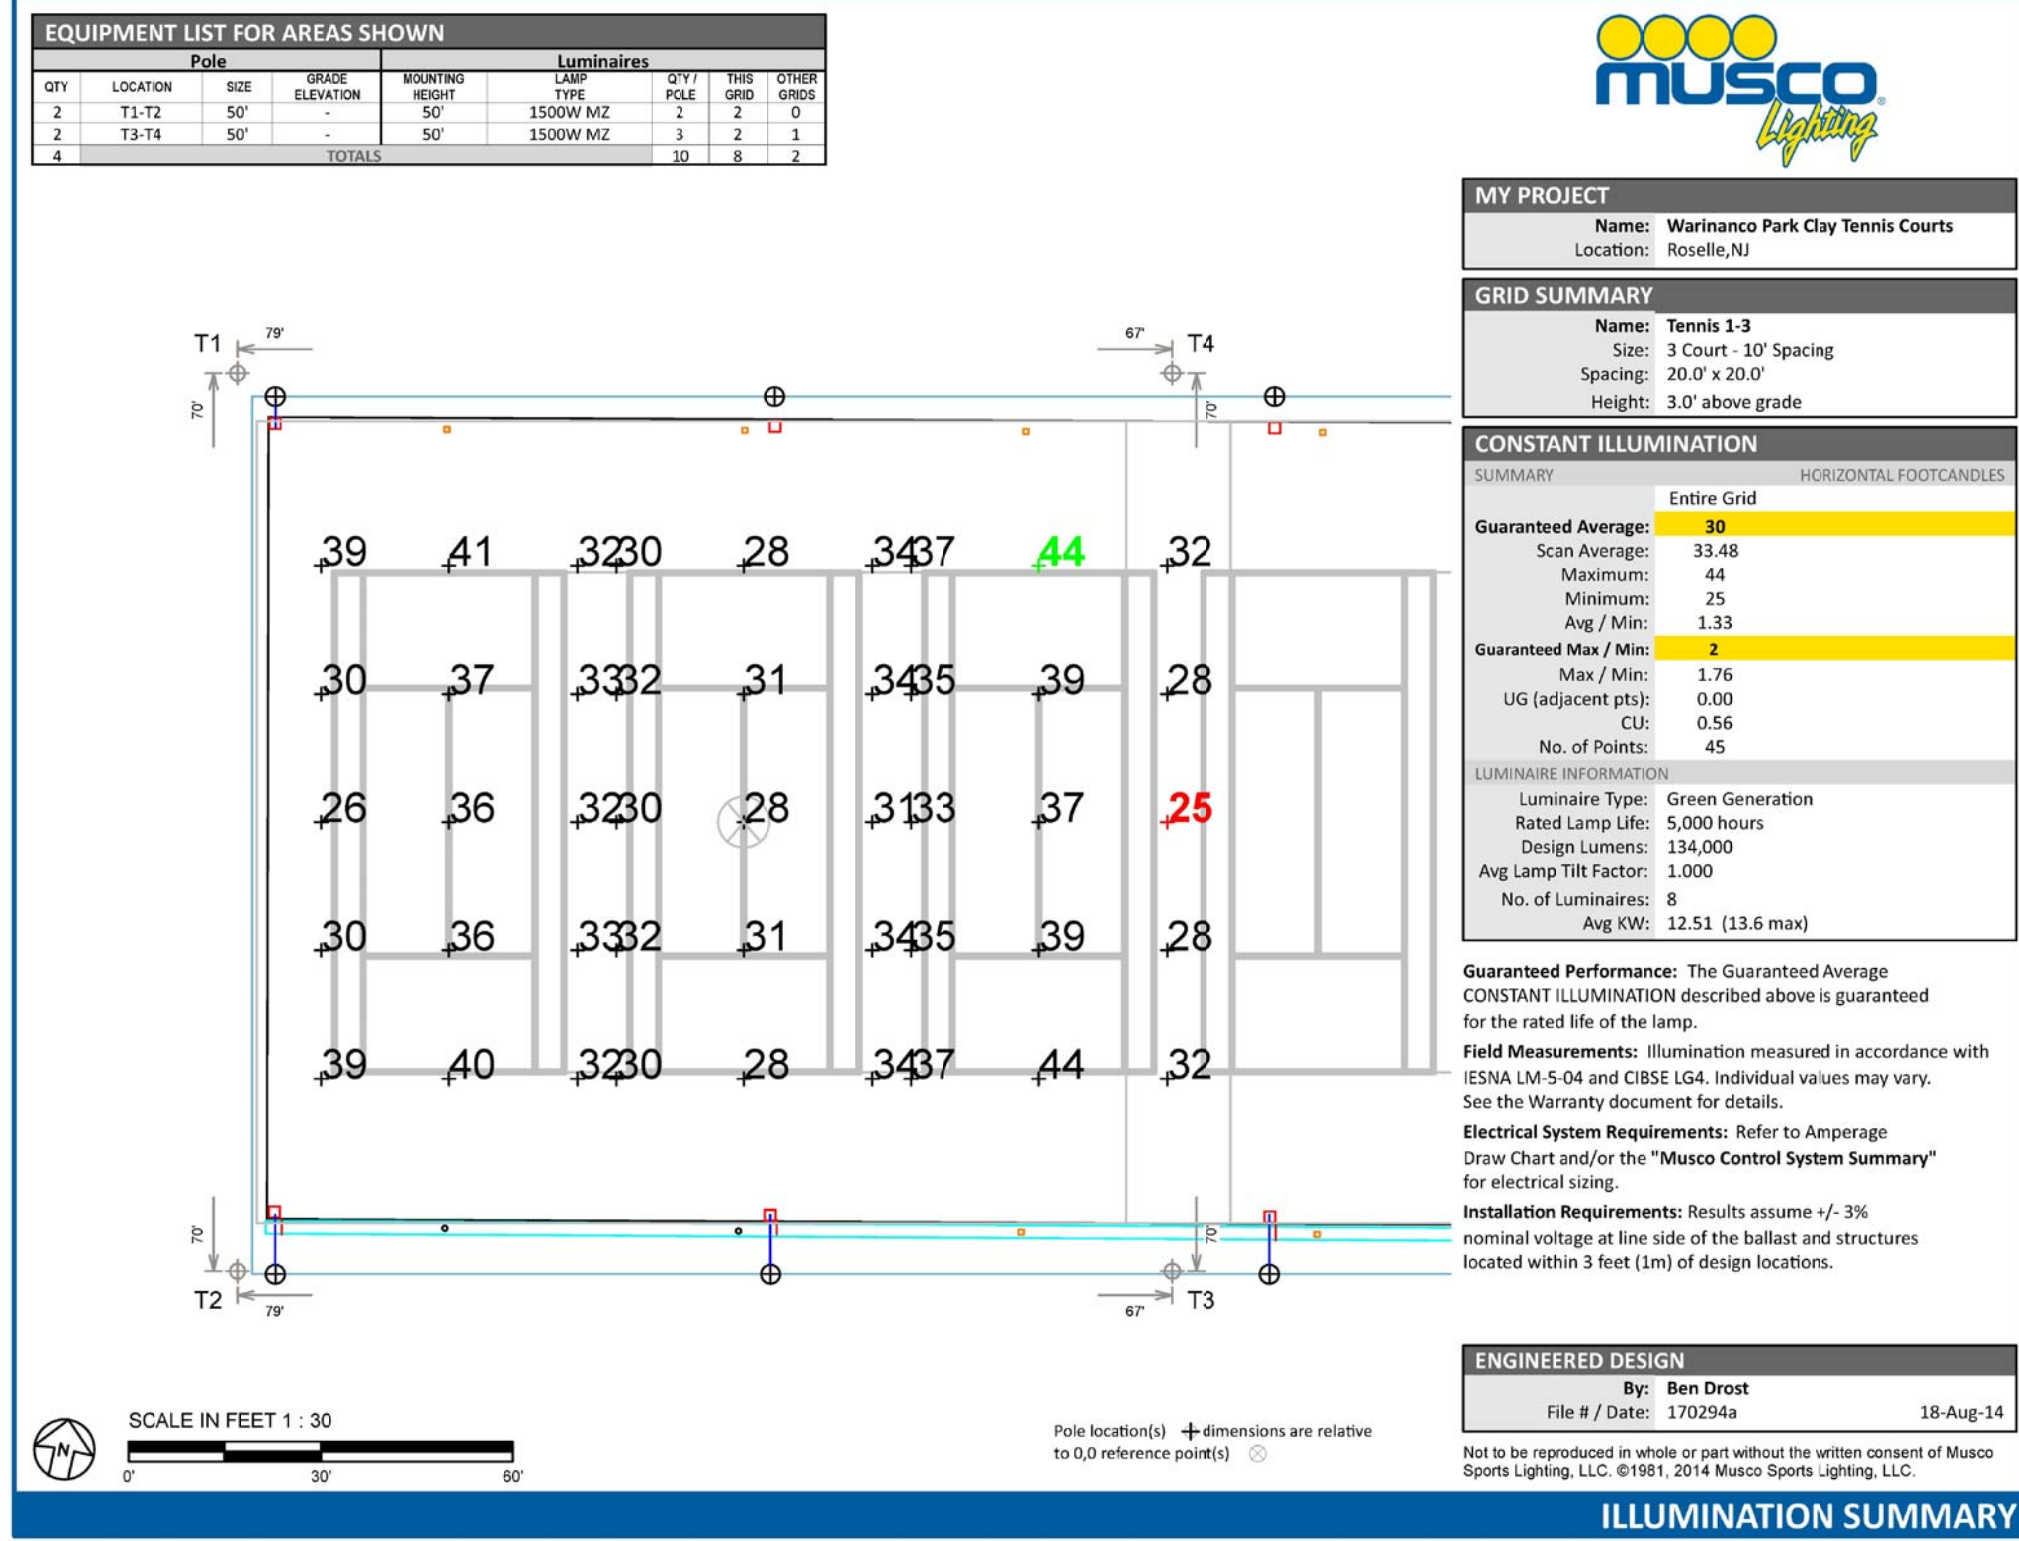 EQUIPMENT LIST FOR AREAS SHOWN
Pole Luminaires
QTY LOCATION SIZE GRADE ELEVATION MOUNTING HEIGHT LAMP TYPE QTY / POLE THIS GRID OTHER GRIDS
2 T1-T2 50' - 50' 1500W MZ 2 2 0
2 T3-T4 50' - 50' 1500W MZ 3 2 1
4 TOTALS 10 8 2
musco®
Lighting
MY PROJECT
Name: Warinanco Park Clay Tennis Courts
Location: Roselle,NJ
GRID SUMMARY
Name: Tennis 1-3
Size: 3 Court - 10' Spacing
Spacing: 20.0' x 20.0'
Height: 3.0' above grade
CONSTANT ILLUMINATION
SUMMARY HORIZONTAL FOOTCANDLES
Entire Grid
Guaranteed Average: 30
Scan Average: 33.48
Maximum: 44
Minimum: 25
Avg / Min: 1.33
Guaranteed Max / Min: 2
Max / Min: 1.76
UG (adjacent pts): 0.00
CU: 0.56
No. of Points: 45
LUMINAIRE INFORMATION
Luminaire Type: Green Generation
Rated Lamp Life: 5,000 hours
Design Lumens: 134,000
Avg Lamp Tilt Factor: 1.000
No. of Luminaires: 8
Avg KW: 12.51 (13.6 max)
Guaranteed Performance: The Guaranteed Average
CONSTANT ILLUMINATION described above is guaranteed
for the rated life of the lamp.
Field Measurements: Illumination measured in accordance with
IESNA LM-5-04 and CIBSE LG4. Individual values may vary.
See the Warranty document for details.
Electrical System Requirements: Refer to Amperage
Draw Chart and/or the "Musco Control System Summary"
for electrical sizing.
Installation Requirements: Results assume +/- 3%
nominal voltage at line side of the ballast and structures
located within 3 feet (1m) of design locations.
ENGINEERED DESIGN
By: Ben Drost
File # / Date: 170294a 18-Aug-14
Not to be reproduced in whole or part without the written consent of Musco
Sports Lighting, LLC. ©1981, 2014 Musco Sports Lighting, LLC.
T1 79' 67' T4
70' 70'
39 41 32 30 28 34 37 44 32
30 37 33 32 31 34 35 39 28
26 36 32 30 28 31 33 37 25
30 36 33 32 31 34 35 39 28
39 40 32 30 28 34 37 44 32
70' 70'
T2 79' 67' T3
N
SCALE IN FEET 1 : 30
0' 30' 60'
Pole location(s) dimensions are relative
to 0,0 reference point(s)
ILLUMINATION SUMMARY